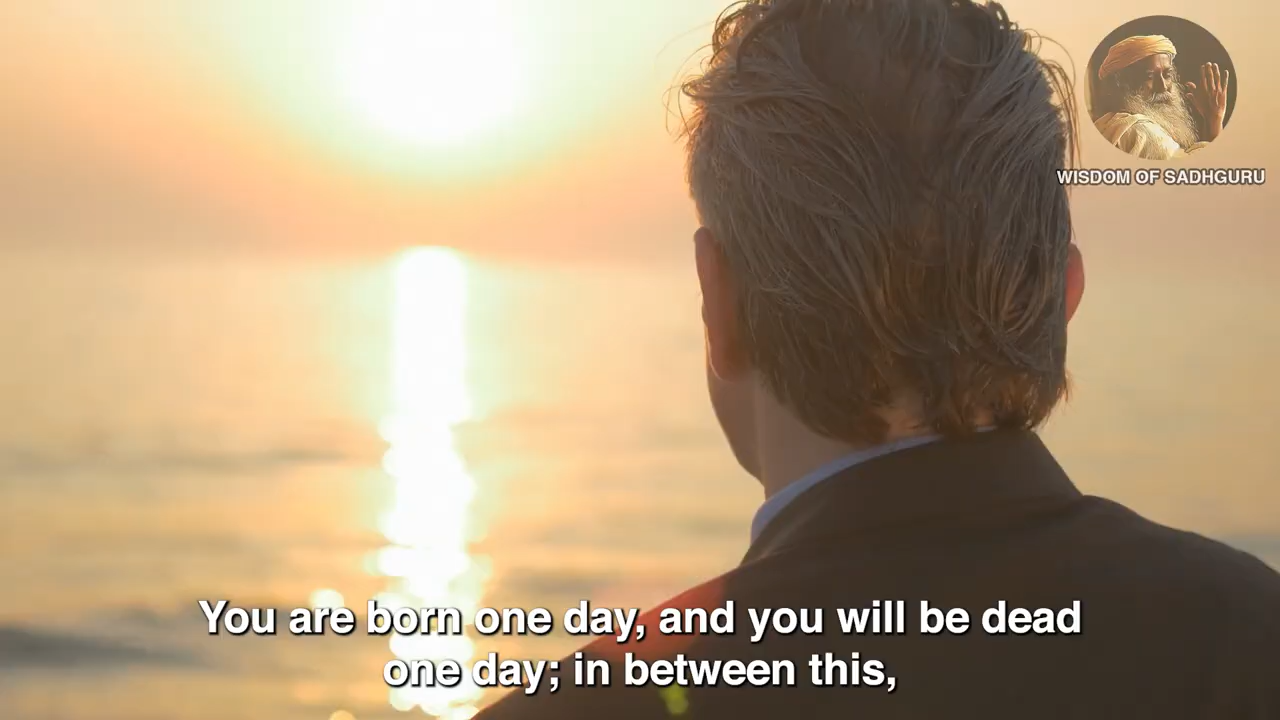 WISDOM OF SADHGURU
You are born one day, and you will be dead
one day; in between this,